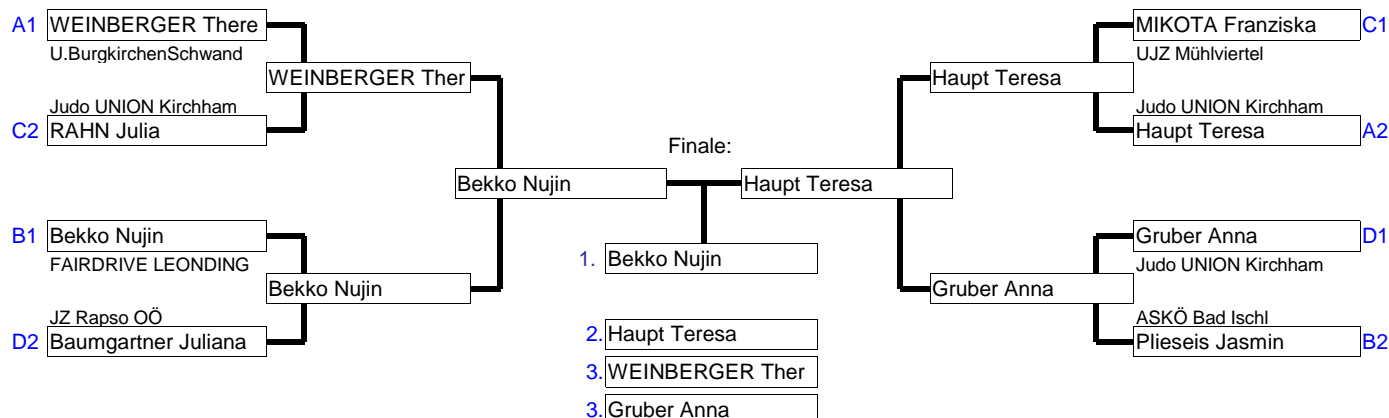 A1 WEINBERGER There
U.BurgkirchenSchwand
WEINBERGER Ther
Judo UNION Kirchham
C2 RAHN Julia
Bekko Nujin
B1 Bekko Nujin
FAIRDRIVE LEONDING
Bekko Nujin
JZ Rapso OÖ
D2 Baumgartner Juliana
Finale:
1. Bekko Nujin
2. Haupt Teresa
3. WEINBERGER Ther
3. Gruber Anna
MIKOTA Franziska C1
UJZ Mühlviertel
Haupt Teresa
Judo UNION Kirchham
Haupt Teresa A2
Haupt Teresa
Gruber Anna D1
Judo UNION Kirchham
Gruber Anna
ASKÖ Bad Ischl
Plieseis Jasmin B2